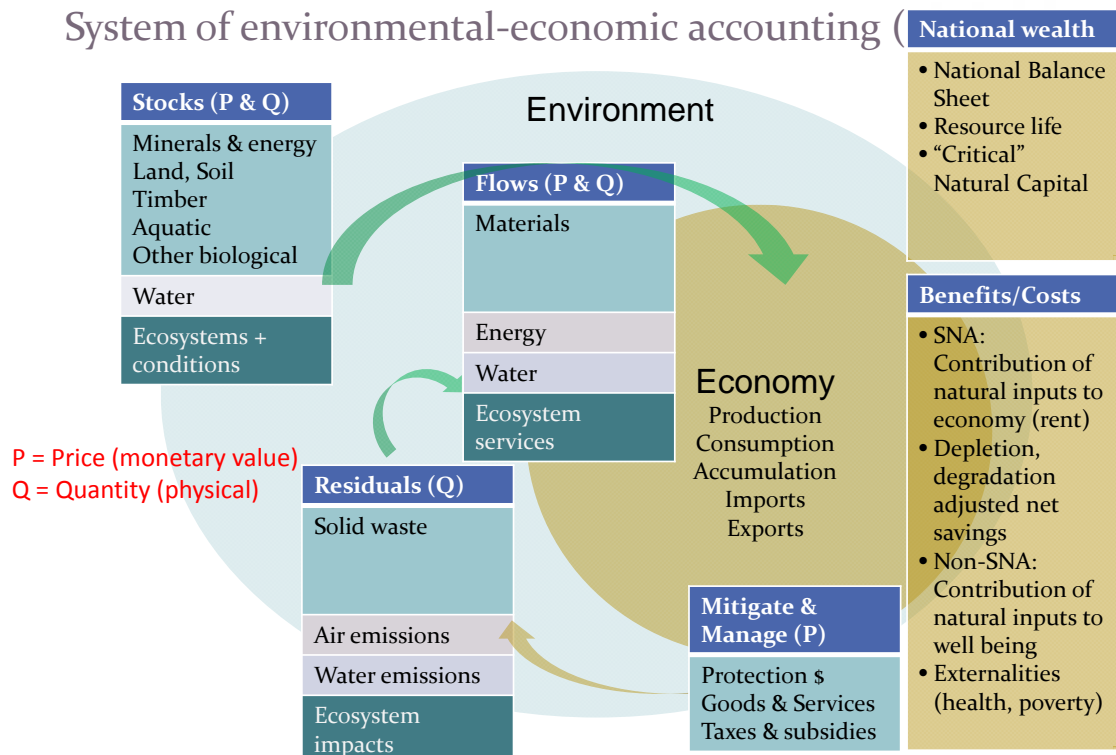 System of environmental-economic accounting (
National wealth
• National Balance
Sheet
• Resource life
• “Critical”
Natural Capital
Stocks (P & Q)
Minerals & energy
Land, Soil
Timber
Aquatic
Other biological
Water
Ecosystems +
conditions
Environment
Flows (P & Q)
Materials
Energy
Water
Ecosystem
services
Economy
Production
Consumption
Accumulation
Imports
Exports
Benefits/Costs
• SNA:
Contribution of
natural inputs to
economy (rent)
• Depletion,
degradation
adjusted net
savings
• Non-SNA:
Contribution of
natural inputs to
well being
• Externalities
(health, poverty)
P = Price (monetary value)
Q = Quantity (physical)
Residuals (Q)
Solid waste
Air emissions
Water emissions
Ecosystem
impacts
Mitigate &
Manage (P)
Protection $
Goods & Services
Taxes & subsidies